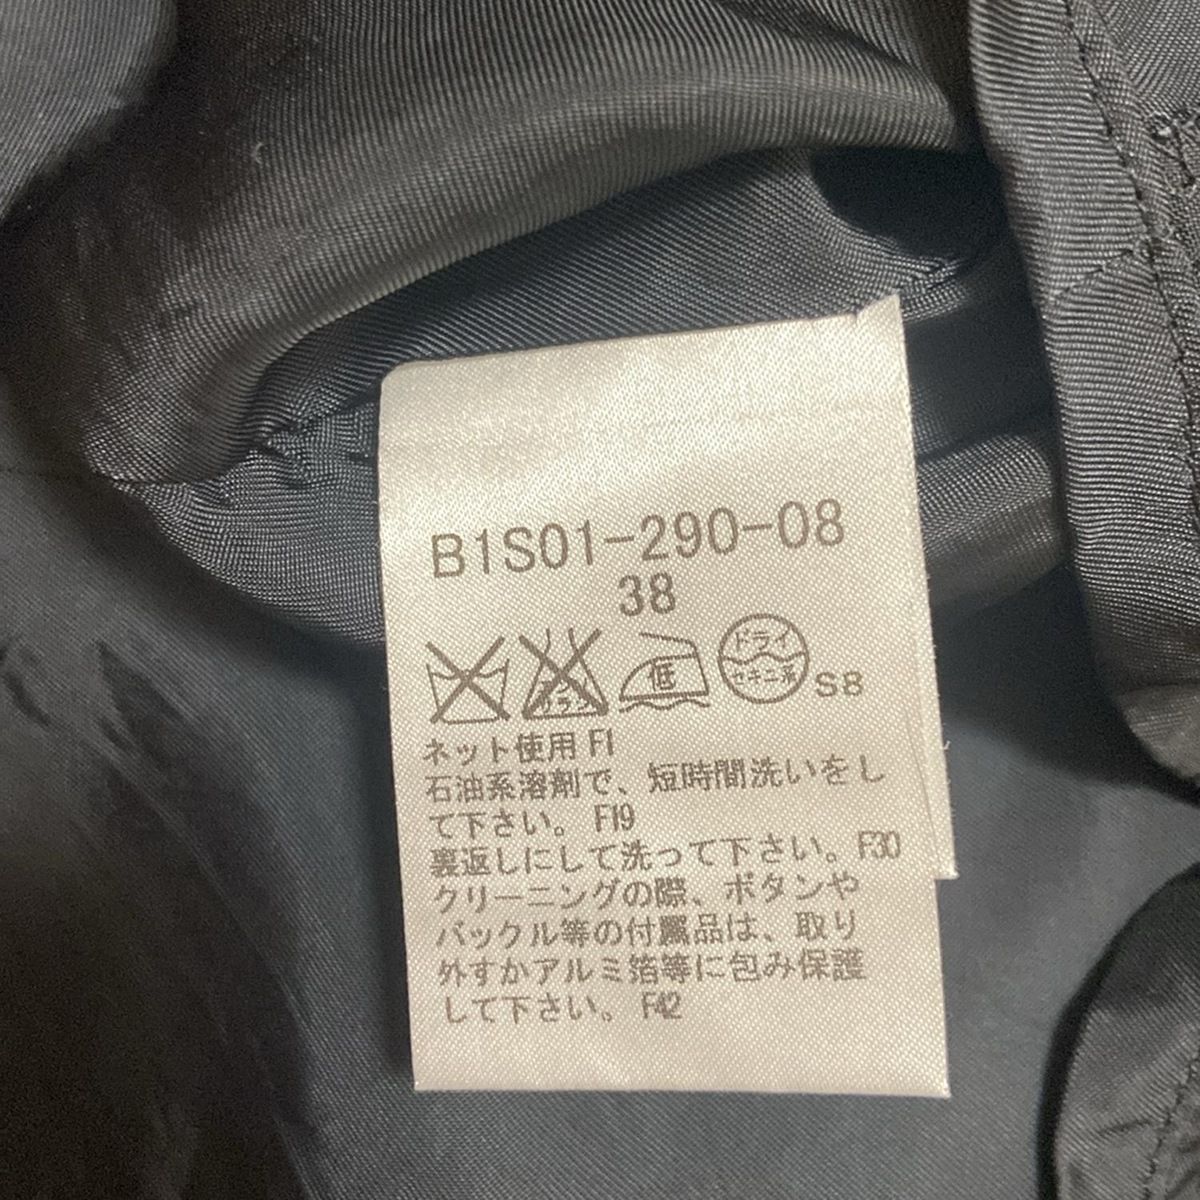 B1S01-290-08
38
低
ドライ
セキユ系
S8
ネット使用 F1
石油系溶剤で、短時間洗いをし
て下さい。 F19
裏返しにして洗って下さい。F30
クリーニングの際、ボタンや
バックル等の付属品は、取り
外すかアルミ箔等に包み保護
して下さい。 F42